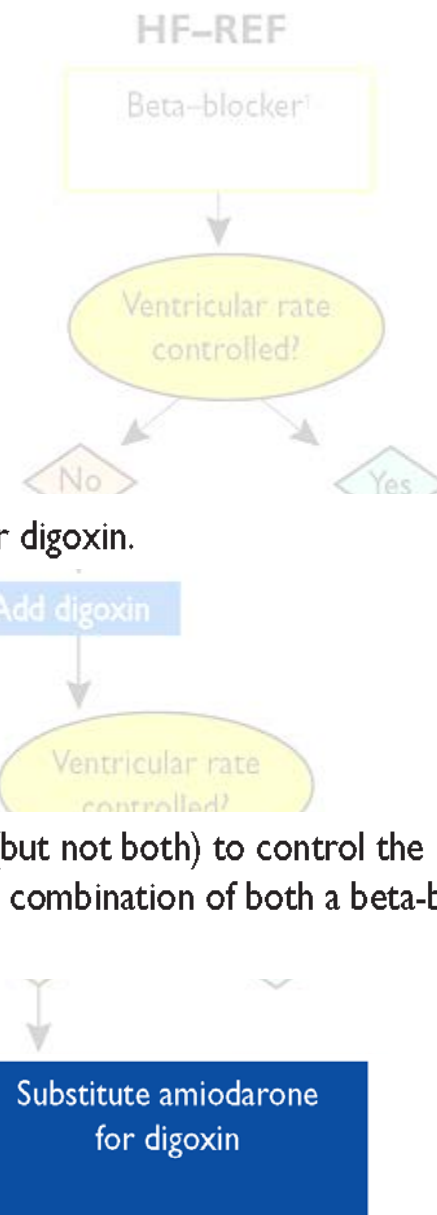 HF–REF
Beta–blocker¹
Ventricular rate
controlled?
No Yes
r digoxin.
Add digoxin
Ventricular rate
controlled?
(but not both) to control the
combination of both a beta-b
Substitute amiodarone
for digoxin